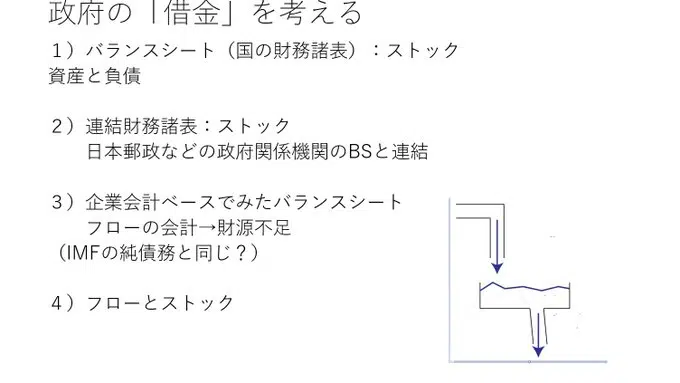 政府の「借金」を考える
１）バランスシート（国の財務諸表）：ストック
資産と負債
２）連結財務諸表：ストック
日本郵政などの政府関係機関のBSと連結
３）企業会計ベースでみたバランスシート
フローの会計→財源不足
（IMFの純債務と同じ？）
４）フローとストック